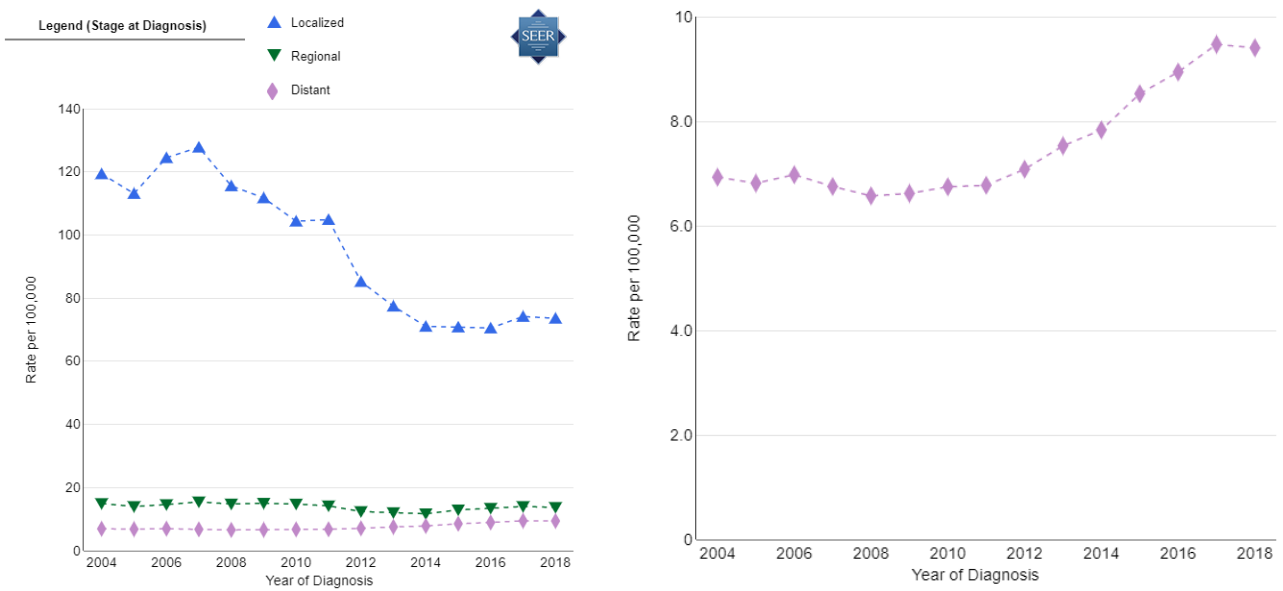 Legend (Stage at Diagnosis)
Localized
Regional
Distant
SEER
140
120
100
80
60
40
20
0
Rate per 100,000
2004 2006 2008 2010 2012 2014 2016 2018
Year of Diagnosis
10
8.0
6.0
4.0
2.0
0
Rate per 100,000
2004 2006 2008 2010 2012 2014 2016 2018
Year of Diagnosis